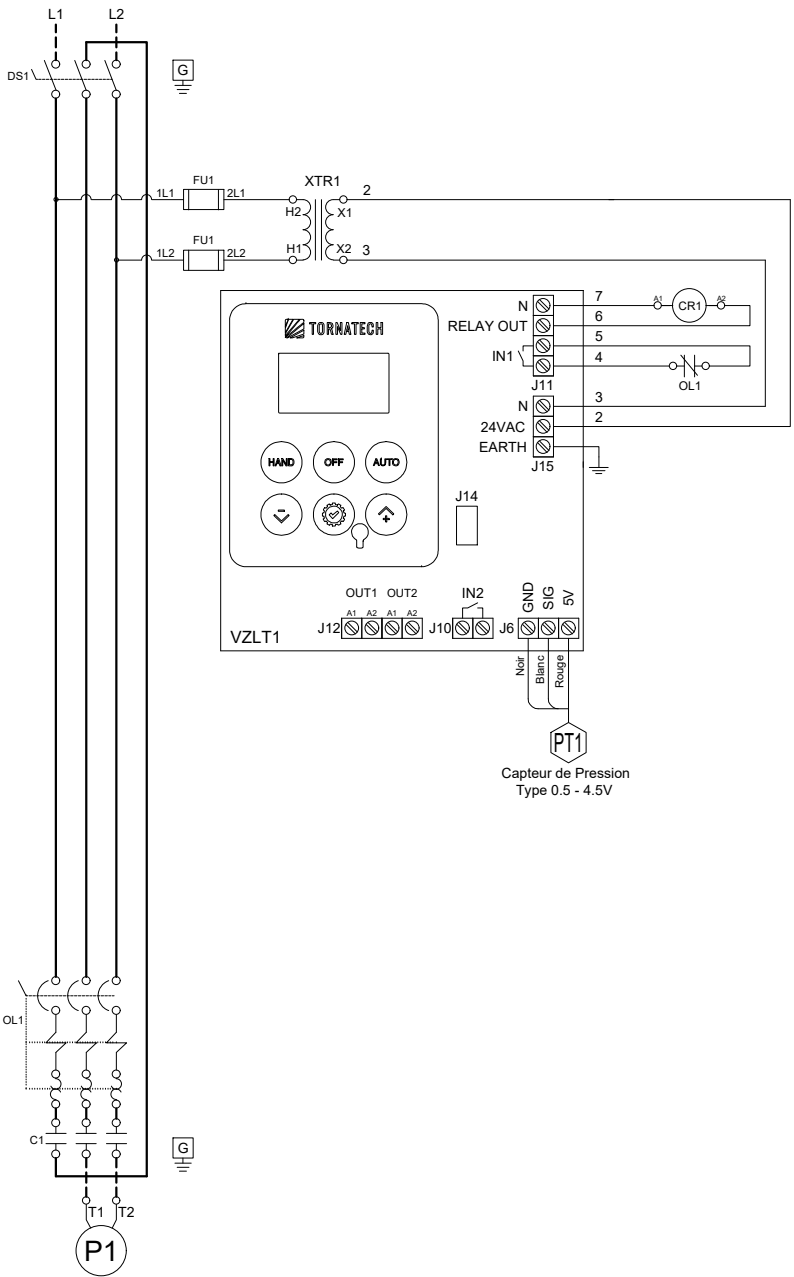 L1 L2
DS1
G
FU1
XTR1
1L1 2L1
H2 X1
2
FU1
1L2 2L2
H1 X2
3
TORNATECH
N
7
A1 CR1 A2
RELAY OUT
6
5
IN1
4
OL1
J11
N
3
24VAC
2
EARTH
J15
HAND OFF AUTO
J14
OUT1 OUT2
A1 A2 A1 A2
J12
IN2
J10
GND
SIG
5V
J6
VZLT1
Noir
Blanc
Rouge
PT1
Capteur de Pression
Type 0.5 - 4.5V
OL1
C1
G
T1 T2
P1